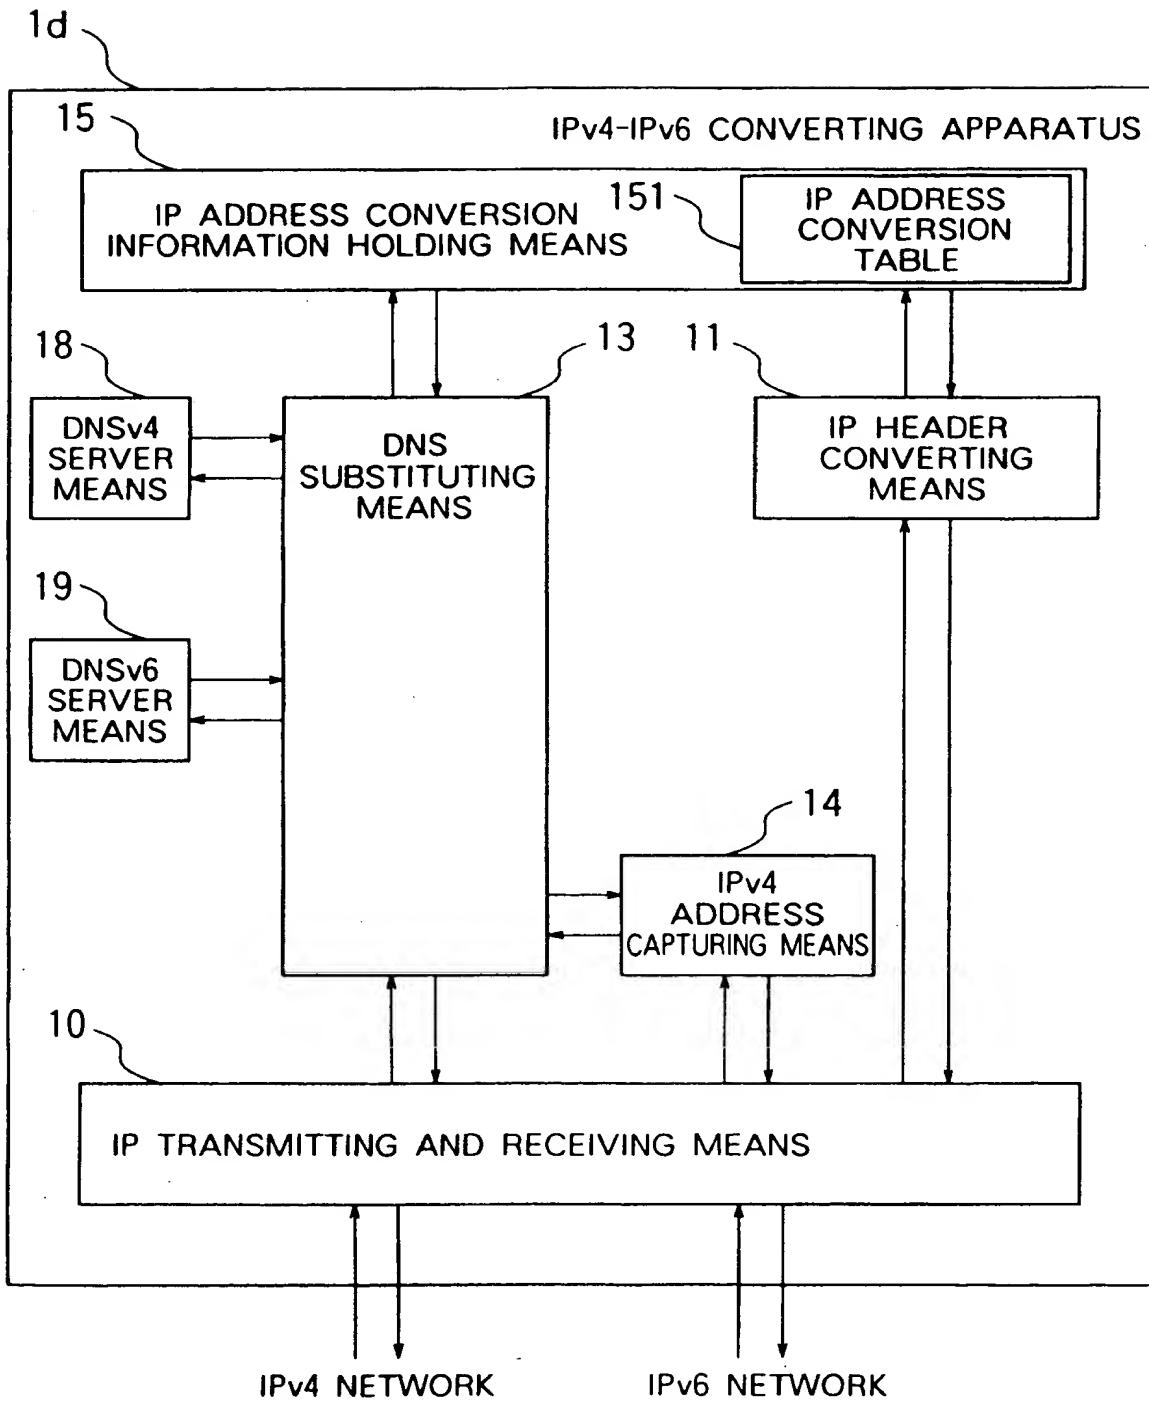 1d
15
IPv4-IPv6 CONVERTING APPARATUS
IP ADDRESS CONVERSION
INFORMATION HOLDING MEANS
151
IP ADDRESS
CONVERSION
TABLE
18
13
11
DNSv4
SERVER
MEANS
DNS
SUBSTITUTING
MEANS
IP HEADER
CONVERTING
MEANS
19
DNSv6
SERVER
MEANS
14
IPv4
ADDRESS
CAPTURING MEANS
10
IP TRANSMITTING AND RECEIVING MEANS
IPv4 NETWORK
IPv6 NETWORK